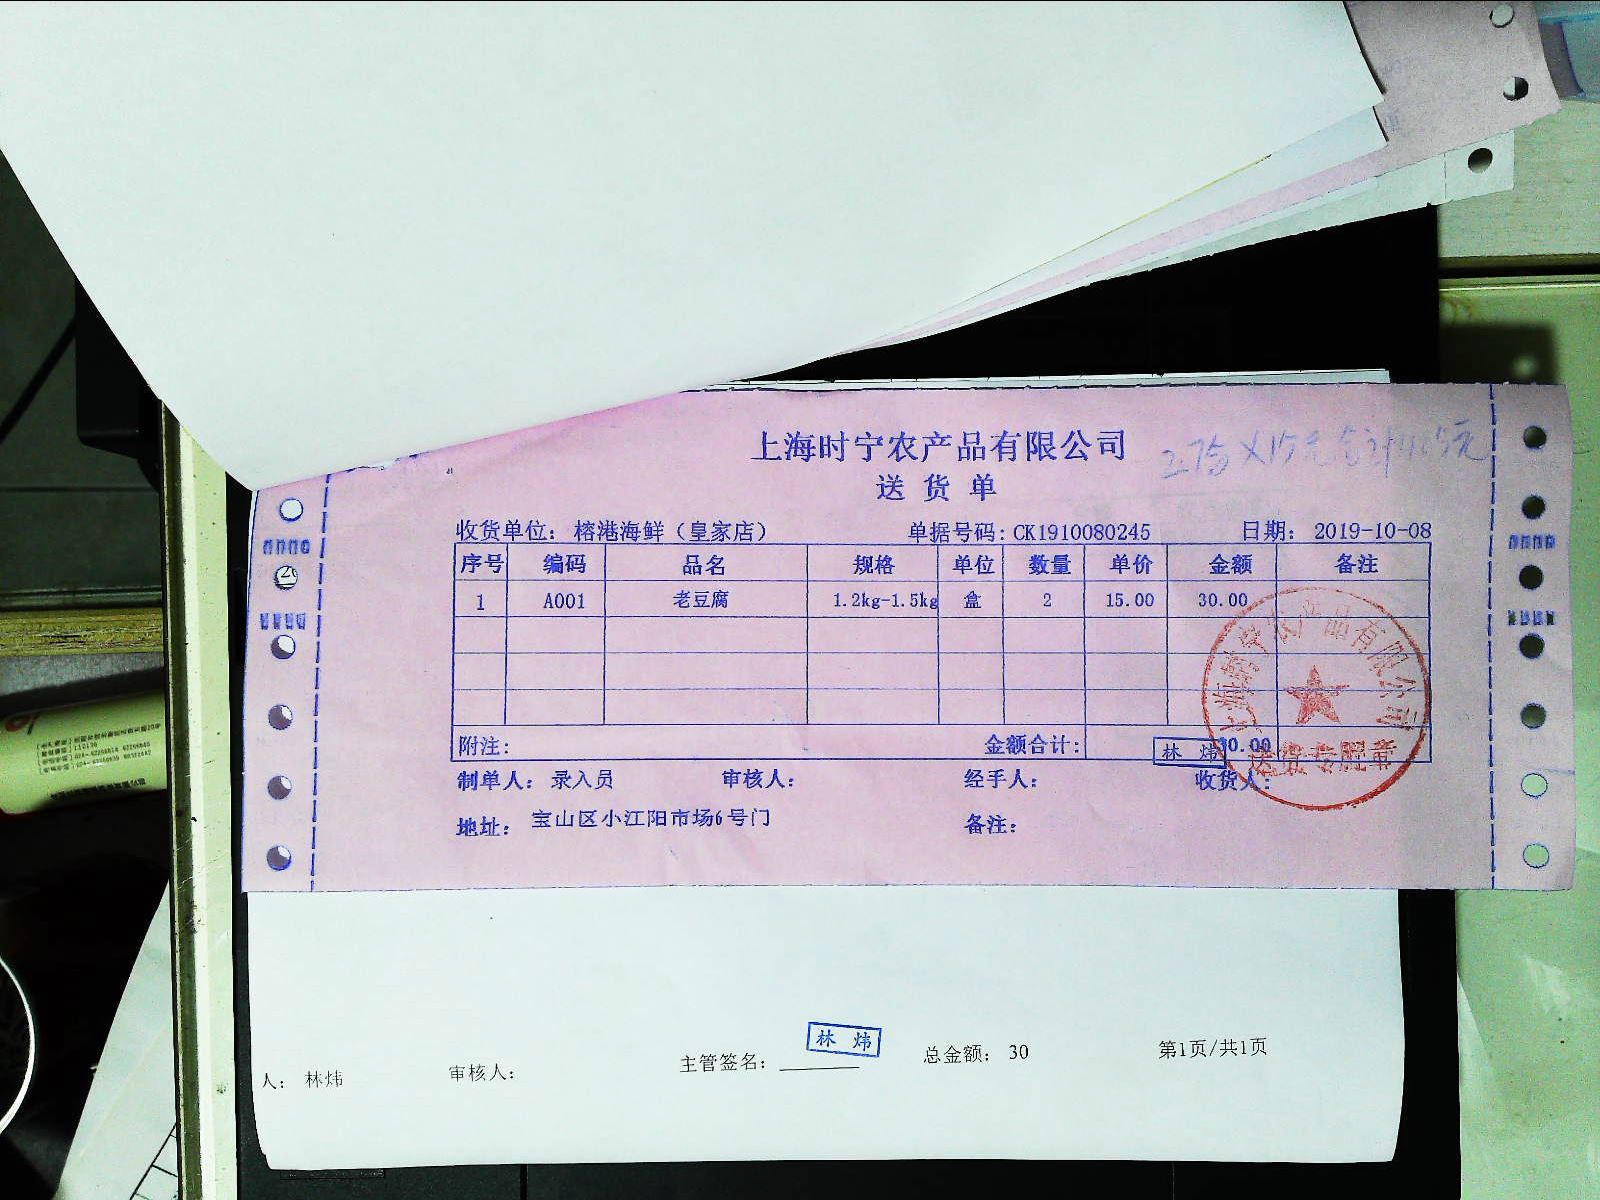 上海时宁农产品有限公司
送货单
收货单位：榕港海鲜（皇家店） 单据号码：CK1910080245 日期：2019-10-08
序号 编码 品名 规格 单位 数量 单价 金额 备注
1 A001 老豆腐 1.2kg-1.5kg 盒 2 15.00 30.00
附注： 金额合计： 30.00
林炜
送货专用章
制单人：录入员 审核人： 经手人： 收货人：
地址：宝山区小江阳市场6号门 备注：
人：林炜 审核人： 主管签名： 林炜 总金额：30 第1页/共1页